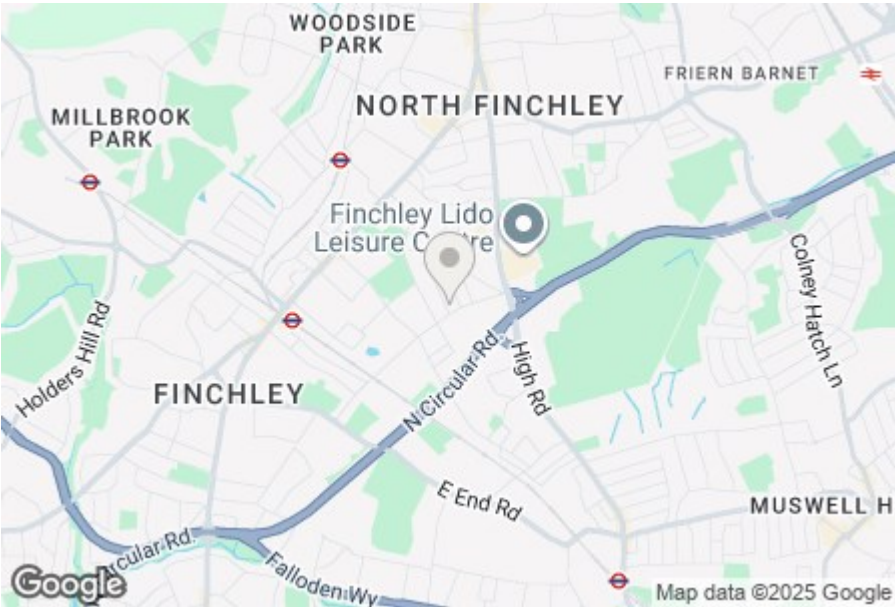 WOODSIDE
PARK
FRIERN BARNET
NORTH FINCHLEY
MILLBROOK
PARK
Finchley Lido
Leisure Centre
Colney Hatch Ln
Holders Hill Rd
N Circular Rd
High Rd
FINCHLEY
E End Rd
MUSWELL H
rcular Rd.
Falloden Wy
Google
Map data ©2025 Google